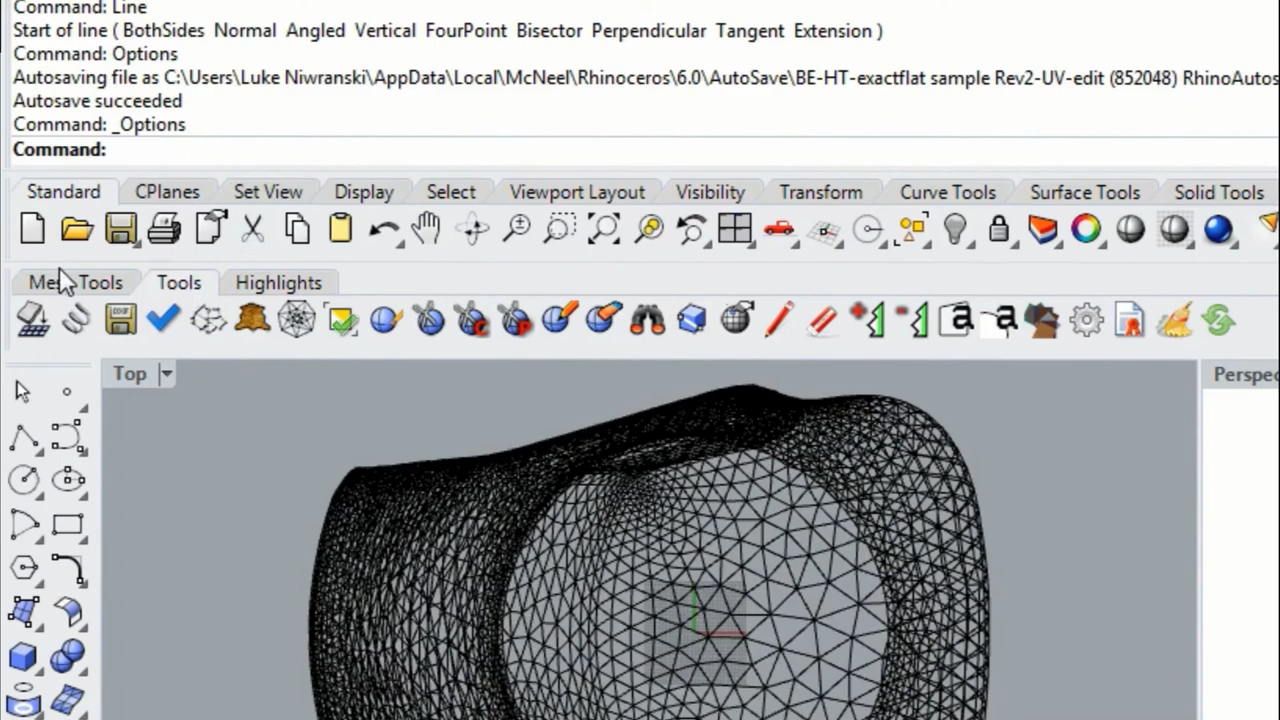 Command: Line
Start of line ( BothSides Normal Angled Vertical FourPoint Bisector Perpendicular Tangent Extension )
Command: Options
Autosaving file as C:\Users\Luke Niwranski\AppData\Local\McNeel\Rhinoceros\6.0\AutoSave\BE-HT-exactflat sample Rev2-UV-edit (852048) RhinoAutos
Autosave succeeded
Command: _Options
Command:
Standard CPlanes Set View Display Select Viewport Layout Visibility Transform Curve Tools Surface Tools Solid Tools
Tools Tools Highlights
C P a a
Top Perspec